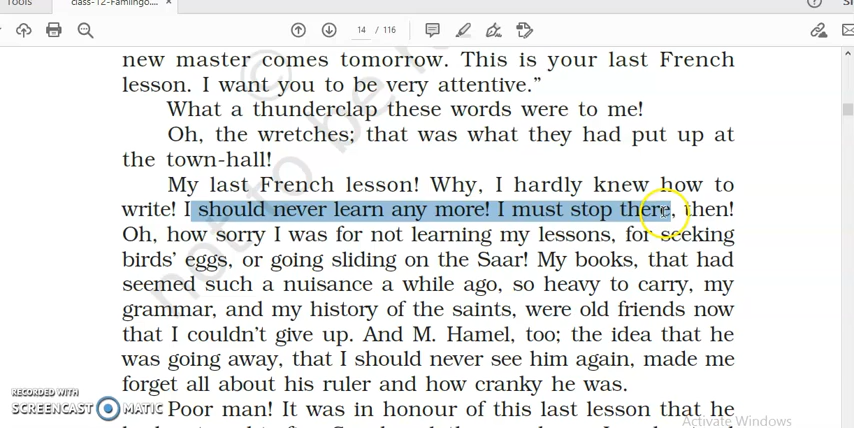 Tools
class-12-Famlingo....
14 / 116
new master comes tomorrow. This is your last French
lesson. I want you to be very attentive.”
What a thunderclap these words were to me!
Oh, the wretches; that was what they had put up at
the town-hall!
My last French lesson! Why, I hardly knew how to
write! I should never learn any more! I must stop there, then!
Oh, how sorry I was for not learning my lessons, for seeking
birds’ eggs, or going sliding on the Saar! My books, that had
seemed such a nuisance a while ago, so heavy to carry, my
grammar, and my history of the saints, were old friends now
that I couldn’t give up. And M. Hamel, too; the idea that he
was going away, that I should never see him again, made me
forget all about his ruler and how cranky he was.
Poor man! It was in honour of this last lesson that he
not to be
©
RECORDED WITH
SCREENCAST MATIC
Activate Windows